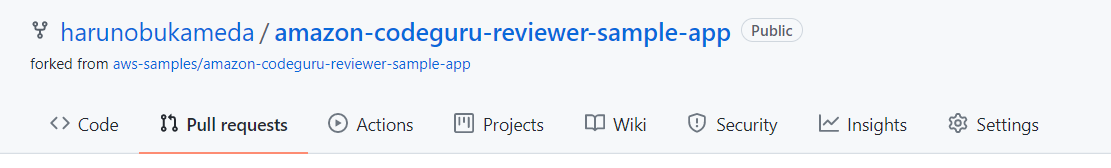 harunobukameda / amazon-codeguru-reviewer-sample-app Public
forked from aws-samples/amazon-codeguru-reviewer-sample-app
Code Pull requests Actions Projects Wiki Security Insights Settings